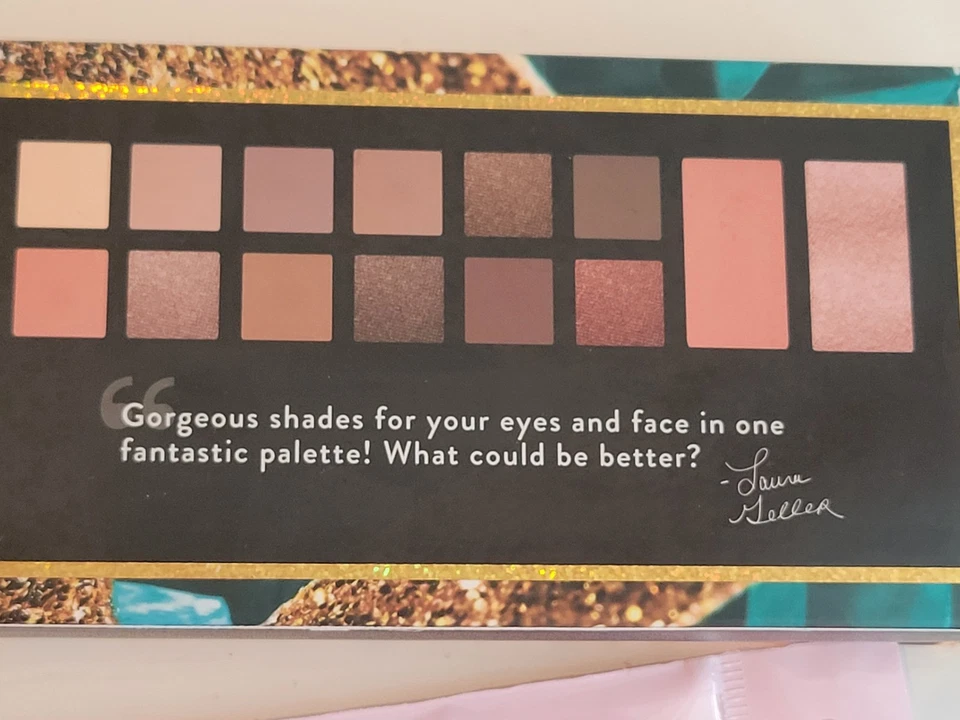 “Gorgeous shades for your eyes and face in one
fantastic palette! What could be better?
- Laura
Geller